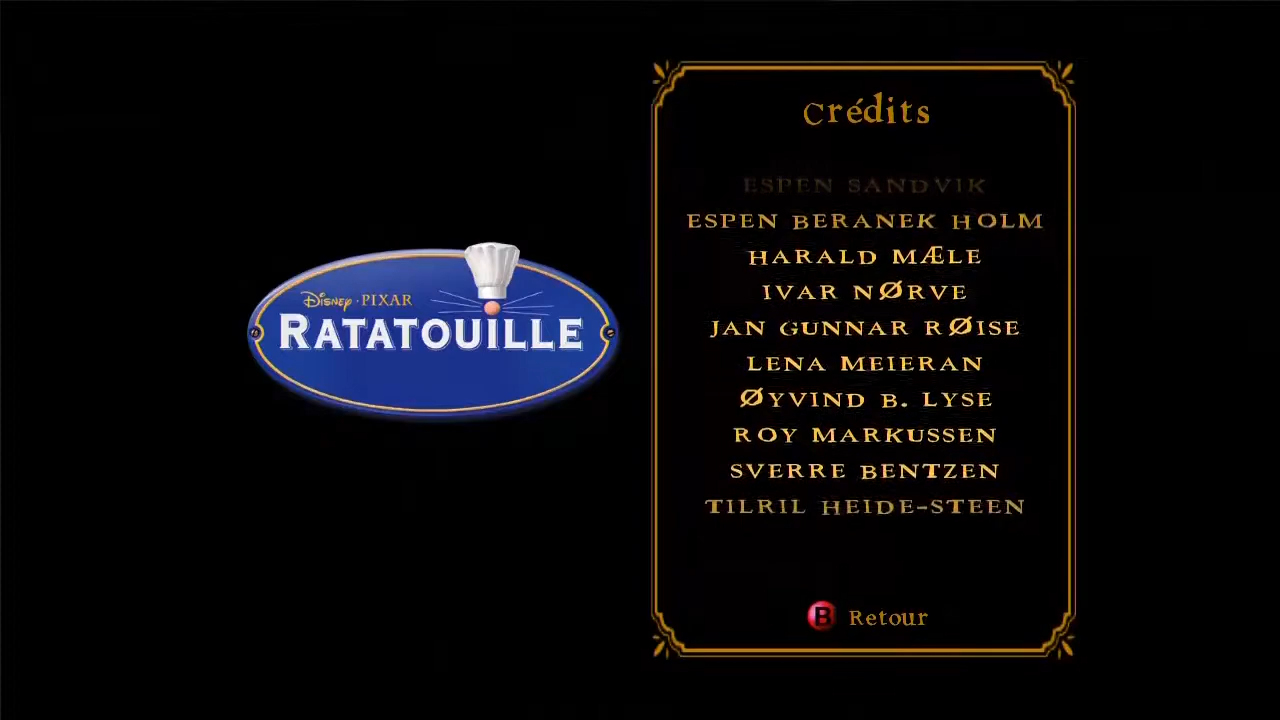 Disney · PIXAR
RATATOUILLE
Crédits
ESPEN SANDVIK
ESPEN BERANEK HOLM
HARALD MÆLE
IVAR NØRVE
JAN GUNNAR RØISE
LENA MEIERAN
ØYVIND B. LYSE
ROY MARKUSSEN
SVERRE BENTZEN
TILRIL HEIDE-STEEN
B Retour